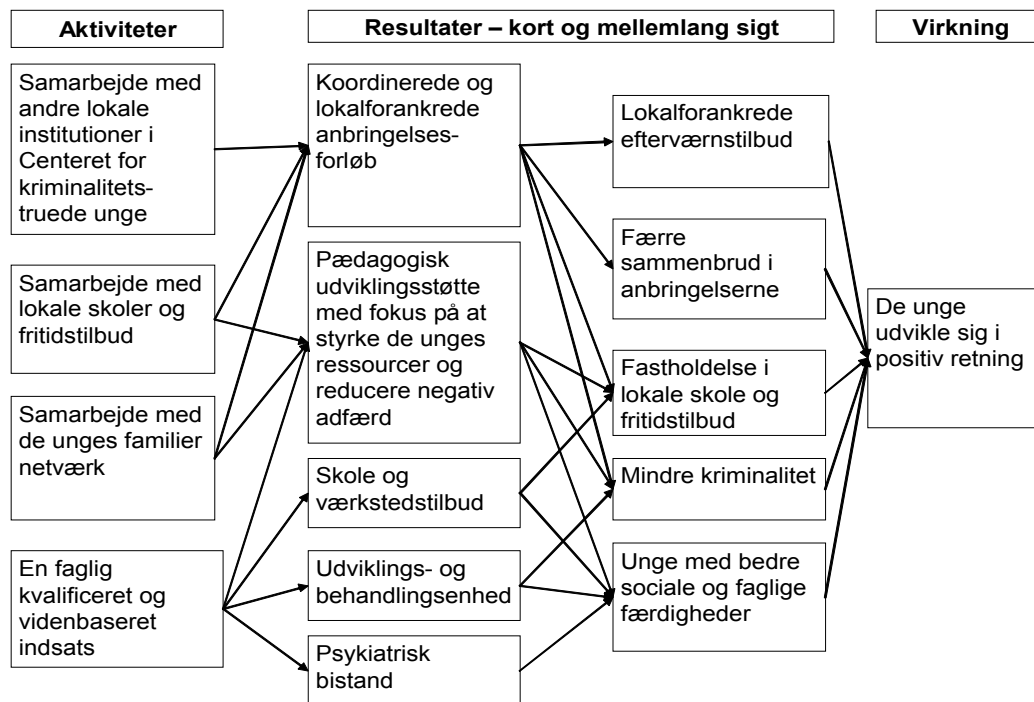 Aktiviteter
Resultater – kort og mellemlang sigt
Virkning
Samarbejde med
andre lokale
institutioner i
Centeret for
kriminalitets-
truede unge
Samarbejde med
lokale skoler og
fritidstilbud
Samarbejde med
de unges familier
netværk
En faglig
kvalificeret og
videnbaseret
indsats
Koordinerede og
lokalforankrede
anbringelses-
forløb
Pædagogisk
udviklingsstøtte
med fokus på at
styrke de unges
ressourcer og
reducere negativ
adfærd
Skole og
værkstedstilbud
Udviklings- og
behandlingsenhed
Psykiatrisk
bistand
Lokalforankrede
efterværnstilbud
Færre
sammenbrud i
anbringelserne
Fastholdelse i
lokale skole og
fritidstilbud
Mindre kriminalitet
Unge med bedre
sociale og faglige
færdigheder
De unge
udvikle sig i
positiv retning